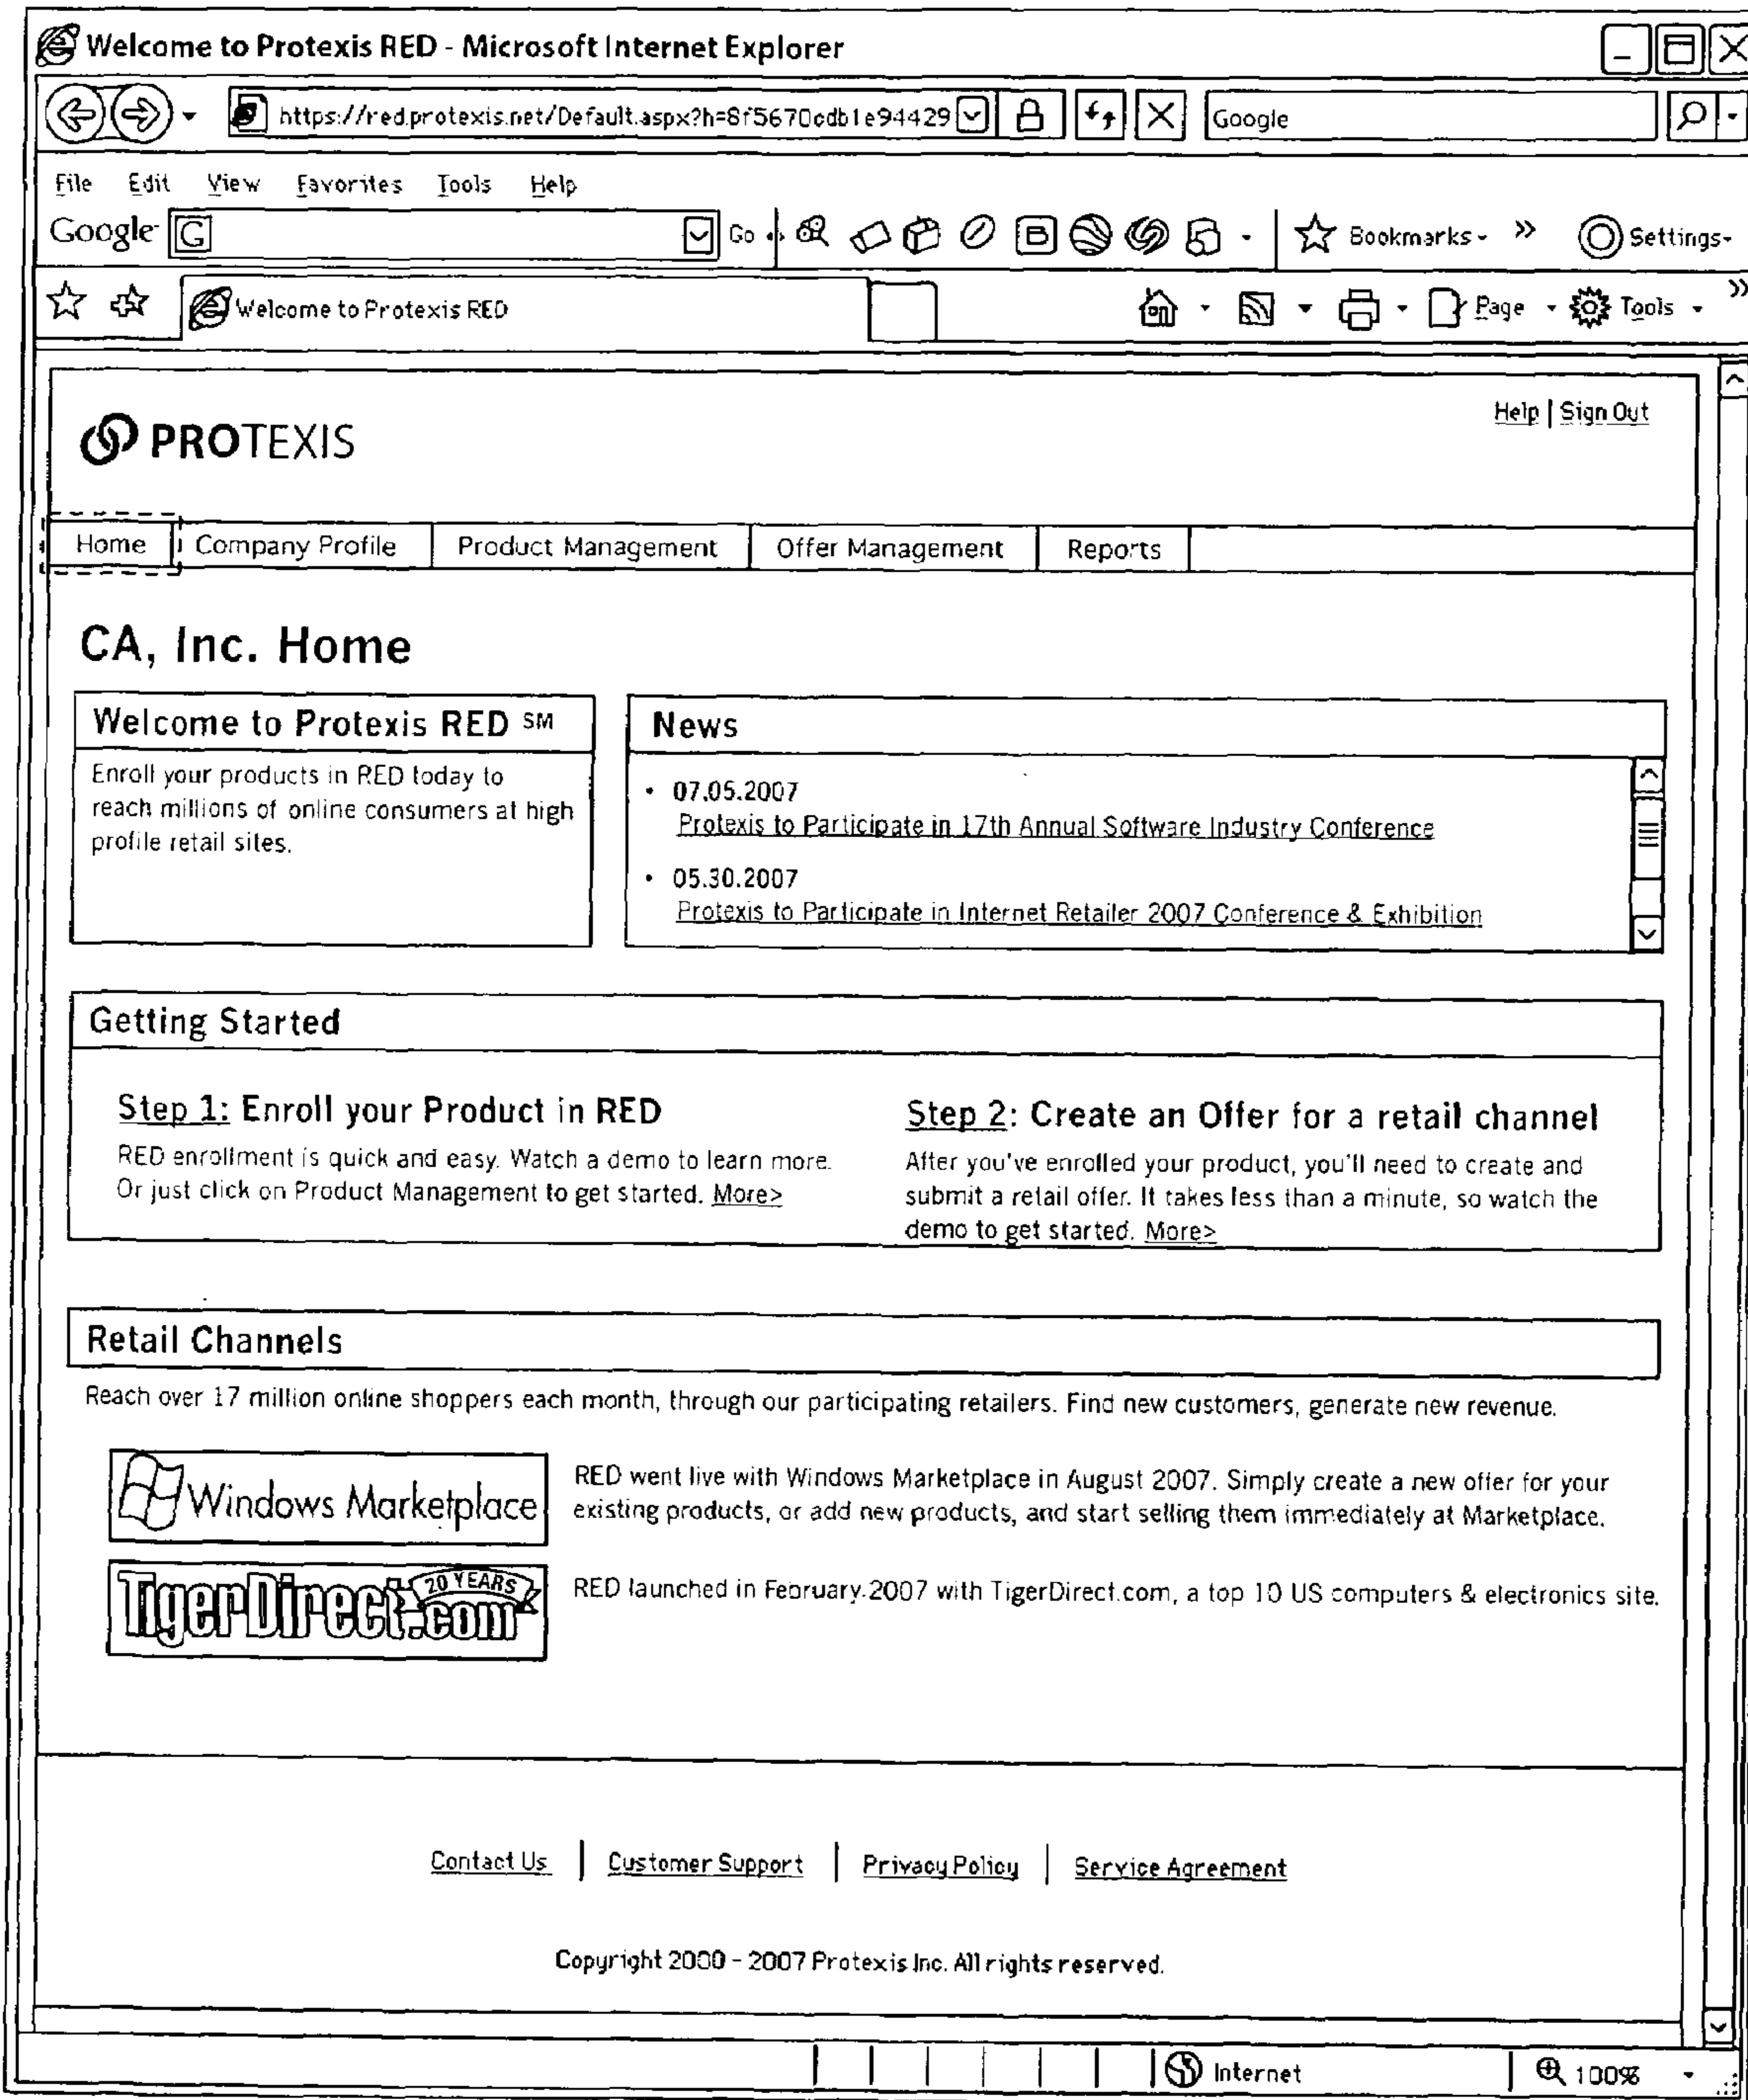 Welcome to Protexis RED - Microsoft Internet Explorer
https://red.protexis.net/Default.aspx?h=8f5670cdb1e94429
Google
File Edit View Favorites Tools Help
Google G Go B Bookmarks Settings
Welcome to Protexis RED Page Tools
Help | Sign Out
PROTEXIS
Home Company Profile Product Management Offer Management Reports
CA, Inc. Home
Welcome to Protexis RED SM
Enroll your products in RED today to
reach millions of online consumers at high
profile retail sites.
News
• 07.05.2007
Protexis to Participate in 17th Annual Software Industry Conference
• 05.30.2007
Protexis to Participate in Internet Retailer 2007 Conference & Exhibition
Getting Started
Step 1: Enroll your Product in RED
RED enrollment is quick and easy. Watch a demo to learn more.
Or just click on Product Management to get started. More>
Step 2: Create an Offer for a retail channel
After you've enrolled your product, you'll need to create and
submit a retail offer. It takes less than a minute, so watch the
demo to get started. More>
Retail Channels
Reach over 17 million online shoppers each month, through our participating retailers. Find new customers, generate new revenue.
Windows Marketplace
RED went live with Windows Marketplace in August 2007. Simply create a new offer for your
existing products, or add new products, and start selling them immediately at Marketplace.
TigerDirect.com 20 YEARS
RED launched in February 2007 with TigerDirect.com, a top 10 US computers & electronics site.
Contact Us | Customer Support | Privacy Policy | Service Agreement
Copyright 2000 - 2007 Protexis Inc. All rights reserved.
Internet 100%